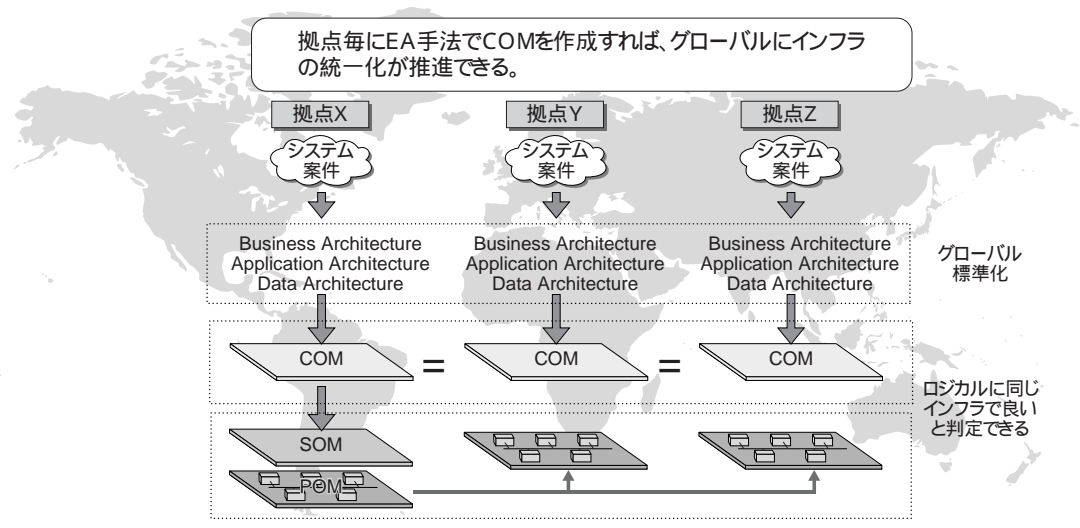 拠点毎にEA手法でCOMを作成すれば、グローバルにインフラ
の統一化が推進できる。
拠点X
拠点Y
拠点Z
システム
案件
システム
案件
システム
案件
Business Architecture
Application Architecture
Data Architecture
Business Architecture
Application Architecture
Data Architecture
Business Architecture
Application Architecture
Data Architecture
グローバル
標準化
COM
=
COM
=
COM
ロジカルに同じ
インフラで良い
と判定できる
SOM
POM